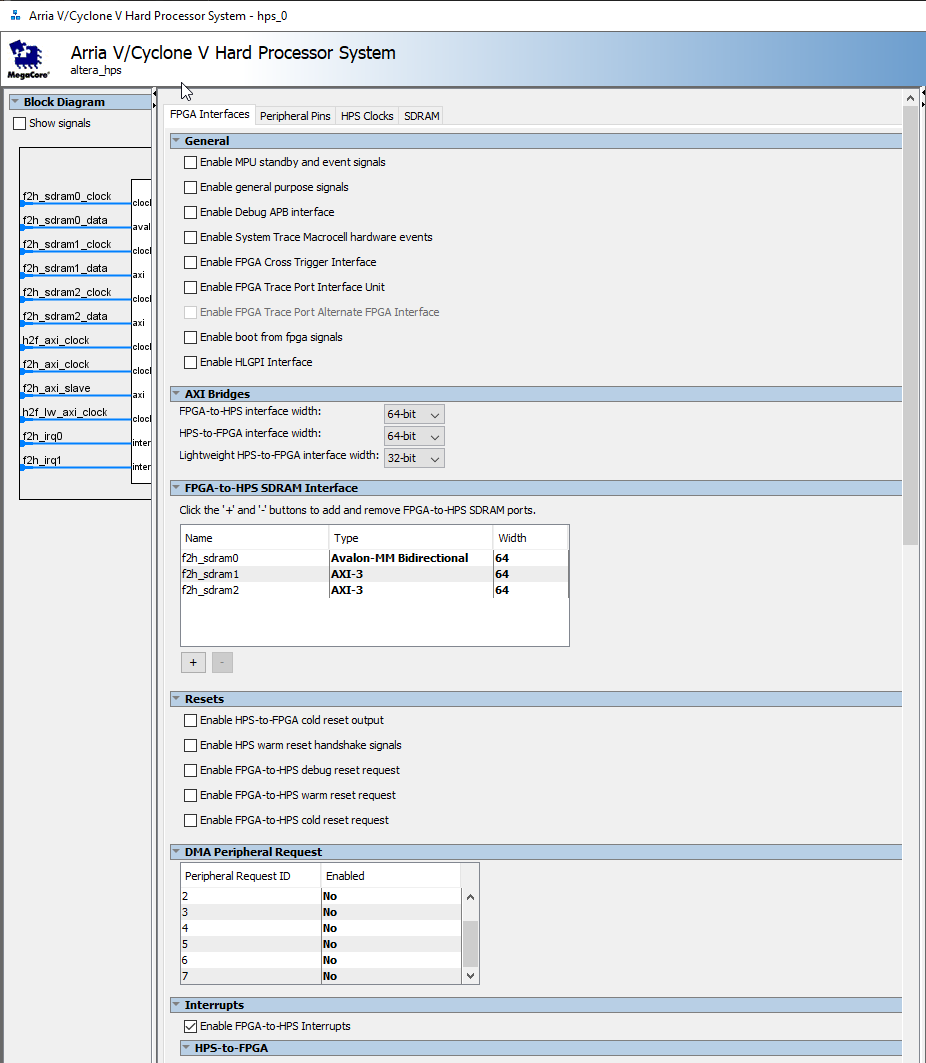 Arria V/Cyclone V Hard Processor System - hps_0
MegaCore®
Arria V/Cyclone V Hard Processor System
altera_hps
Block Diagram
Show signals
f2h_sdram0_clock
clock
f2h_sdram0_data
aval
f2h_sdram1_clock
clock
f2h_sdram1_data
axi
f2h_sdram2_clock
clock
f2h_sdram2_data
axi
h2f_axi_clock
clock
f2h_axi_clock
clock
f2h_axi_slave
axi
h2f_lw_axi_clock
clock
f2h_irq0
inter
f2h_irq1
inter
FPGA Interfaces Peripheral Pins HPS Clocks SDRAM
General
Enable MPU standby and event signals
Enable general purpose signals
Enable Debug APB interface
Enable System Trace Macrocell hardware events
Enable FPGA Cross Trigger Interface
Enable FPGA Trace Port Interface Unit
Enable FPGA Trace Port Alternate FPGA Interface
Enable boot from fpga signals
Enable HLGPI Interface
AXI Bridges
FPGA-to-HPS interface width: 64-bit
HPS-to-FPGA interface width: 64-bit
Lightweight HPS-to-FPGA interface width: 32-bit
FPGA-to-HPS SDRAM Interface
Click the '+' and '-' buttons to add and remove FPGA-to-HPS SDRAM ports.
Name Type Width
f2h_sdram0 Avalon-MM Bidirectional 64
f2h_sdram1 AXI-3 64
f2h_sdram2 AXI-3 64
+ -
Resets
Enable HPS-to-FPGA cold reset output
Enable HPS warm reset handshake signals
Enable FPGA-to-HPS debug reset request
Enable FPGA-to-HPS warm reset request
Enable FPGA-to-HPS cold reset request
DMA Peripheral Request
Peripheral Request ID Enabled
2 No
3 No
4 No
5 No
6 No
7 No
Interrupts
Enable FPGA-to-HPS Interrupts
HPS-to-FPGA